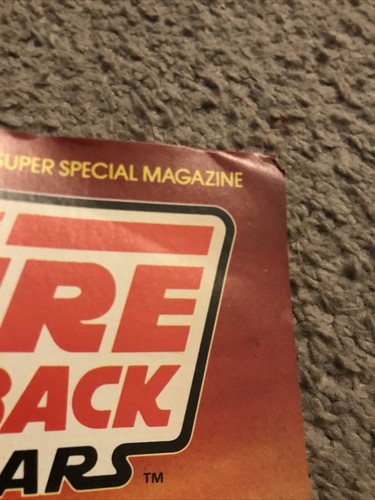 SUPER SPECIAL MAGAZINE
IRE
BACK
ARS TM